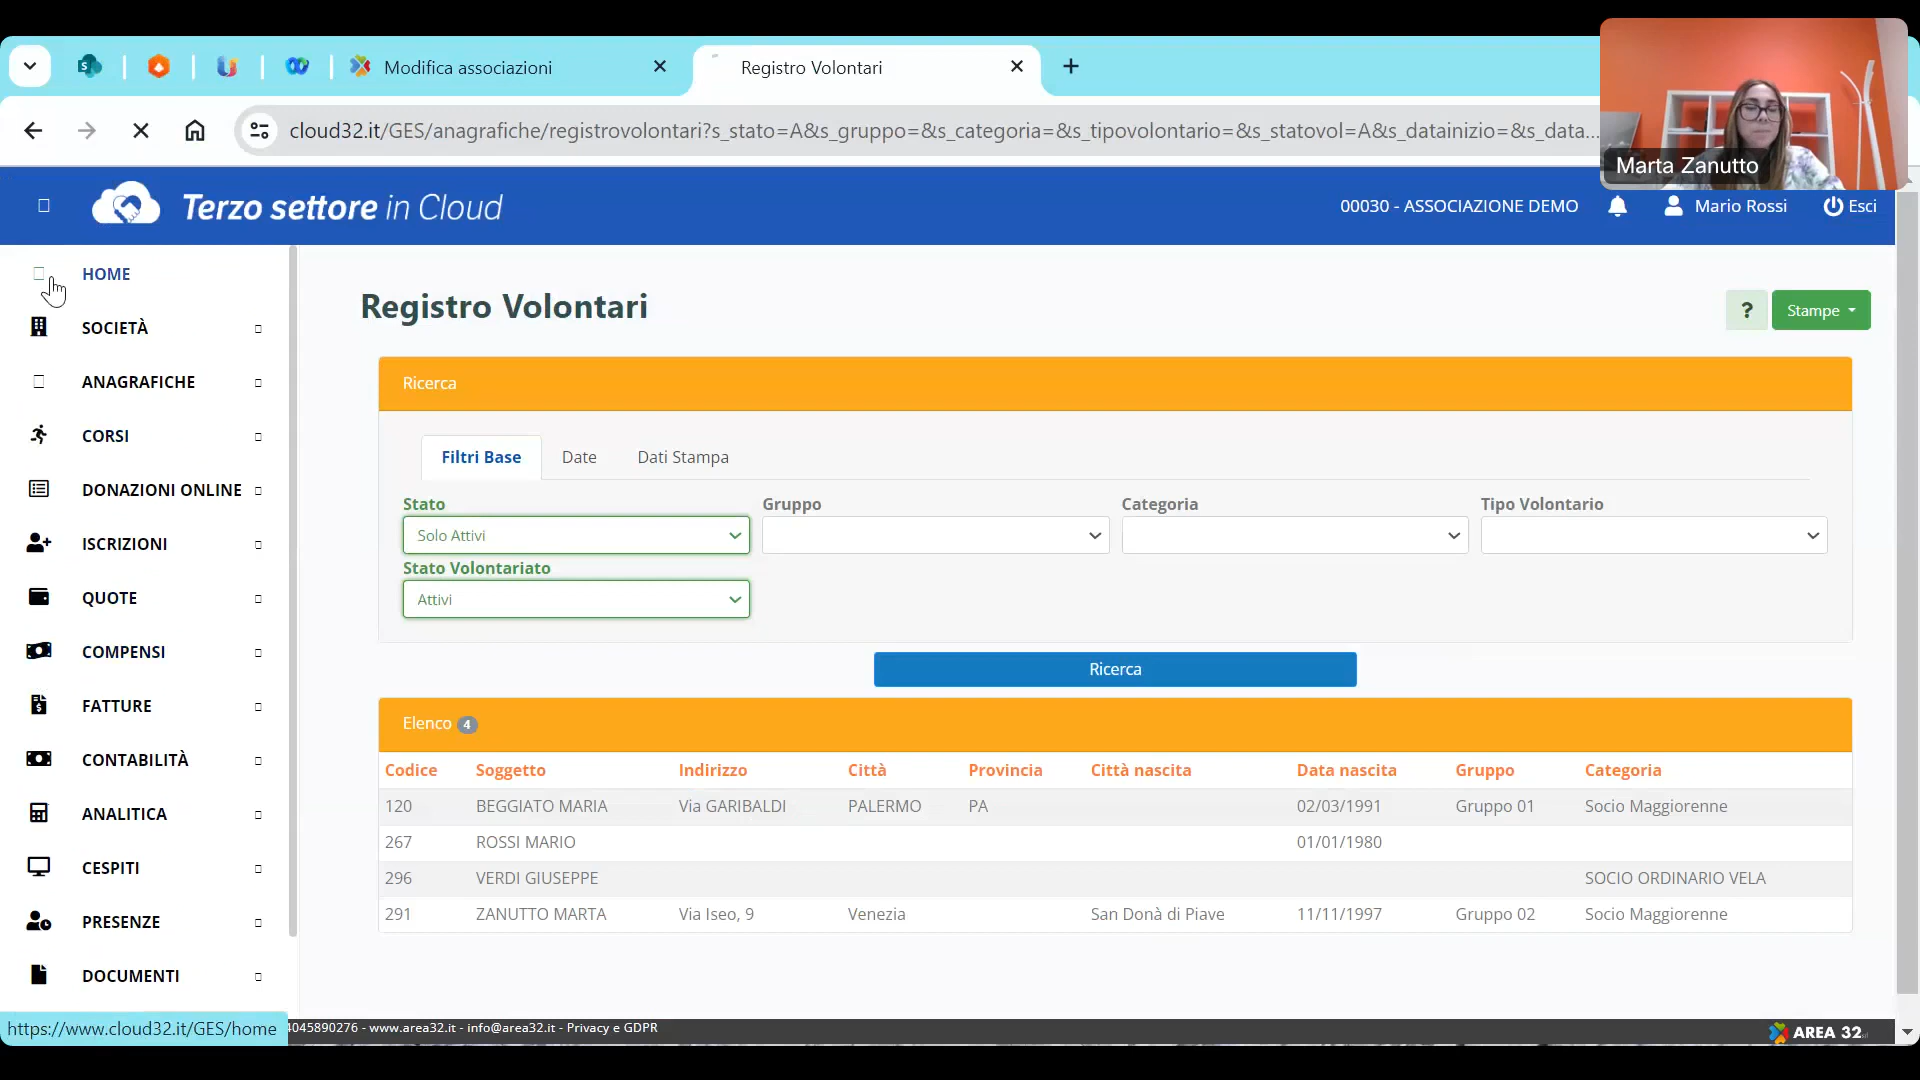 Modifica associazioni
Registro Volontari
cloud32.it/GES/anagrafiche/registrovolontari?s_stato=A&s_gruppo=&s_categoria=&s_tipovolontario=&s_statovol=A&s_datainizio=&s_data...
Marta Zanutto
Terzo settore in Cloud
00030 - ASSOCIAZIONE DEMO
Mario Rossi
Esci
HOME
SOCIETÀ
ANAGRAFICHE
CORSI
DONAZIONI ONLINE
ISCRIZIONI
QUOTE
COMPENSI
FATTURE
CONTABILITÀ
ANALITICA
CESPITI
PRESENZE
DOCUMENTI
Registro Volontari
?
Stampe
Ricerca
Filtri Base Date Dati Stampa
Stato Gruppo Categoria Tipo Volontario
Solo Attivi
Stato Volontariato
Attivi
Ricerca
Elenco 4
Codice Soggetto Indirizzo Città Provincia Città nascita Data nascita Gruppo Categoria
120 BEGGIATO MARIA Via GARIBALDI PALERMO PA 02/03/1991 Gruppo 01 Socio Maggiorenne
267 ROSSI MARIO 01/01/1980
296 VERDI GIUSEPPE SOCIO ORDINARIO VELA
291 ZANUTTO MARTA Via Iseo, 9 Venezia San Donà di Piave 11/11/1997 Gruppo 02 Socio Maggiorenne
https://www.cloud32.it/GES/home
4045890276 - www.area32.it - info@area32.it - Privacy e GDPR
AREA 32